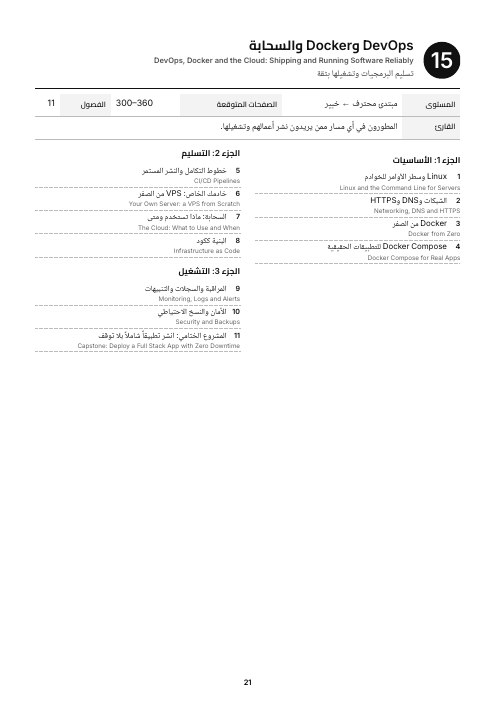 15
DevOps وDocker والسحابة
DevOps, Docker and the Cloud: Shipping and Running Software Reliably
تسليم البرمجيات وتشغيلها بثقة
المستوى مبتدئ محترف ← خبير الصفحات المتوقعة 300–360 الفصول 11
القارئ المطورون في أي مسار ممن يريدون نشر أعمالهم وتشغيلها.
الجزء 1: الأساسيات
1 Linux وسطر الأوامر للخوادم
Linux and the Command Line for Servers
2 الشبكات وDNS وHTTPS
Networking, DNS and HTTPS
3 Docker من الصفر
Docker from Zero
4 Docker Compose للتطبيقات الحقيقية
Docker Compose for Real Apps
الجزء 2: التسليم
5 خطوط التكامل والنشر المستمر
CI/CD Pipelines
6 خادمك الخاص: VPS من الصفر
Your Own Server: a VPS from Scratch
7 السحابة: ماذا تستخدم ومتى
The Cloud: What to Use and When
8 البنية ككود
Infrastructure as Code
الجزء 3: التشغيل
9 المراقبة والسجلات والتنبيهات
Monitoring, Logs and Alerts
10 الأمان والنسخ الاحتياطي
Security and Backups
11 المشروع الختامي: انشر تطبيقاً شاملاً بلا توقف
Capstone: Deploy a Full Stack App with Zero Downtime
21